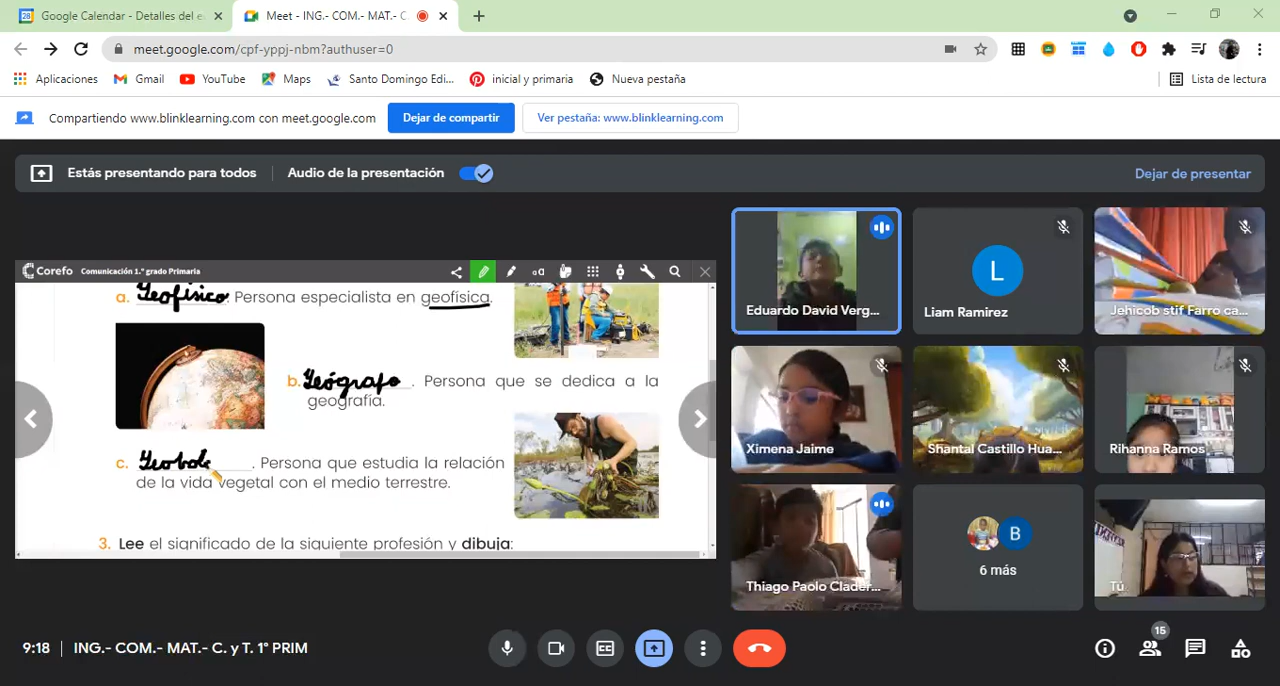 Google Calendar - Detalles del e
Meet - ING.- COM.- MAT.- C.
meet.google.com/cpf-yppj-nbm?authuser=0
Aplicaciones Gmail YouTube Maps Santo Domingo Edi... inicial y primaria Nueva pestaña Lista de lectura
Compartiendo www.blinklearning.com con meet.google.com Dejar de compartir Ver pestaña: www.blinklearning.com
Estás presentando para todos Audio de la presentación Dejar de presentar
Corefo Comunicación 1.° grado Primaria
a. Geofísico. Persona especialista en geofísica.
b. Geógrafo. Persona que se dedica a la
geografía.
c. Geobotá. Persona que estudia la relación
de la vida vegetal con el medio terrestre.
3. Lee el significado de la siguiente profesión y dibuja:
Eduardo David Verg...
L
Liam Ramirez
Jehicob stif Farro ca...
Ximena Jaime
Shantal Castillo Hua...
Rihanna Ramos
Thiago Paolo Clader...
B
6 más
Tú
9:18 ING.- COM.- MAT.- C. y T. 1° PRIM
15